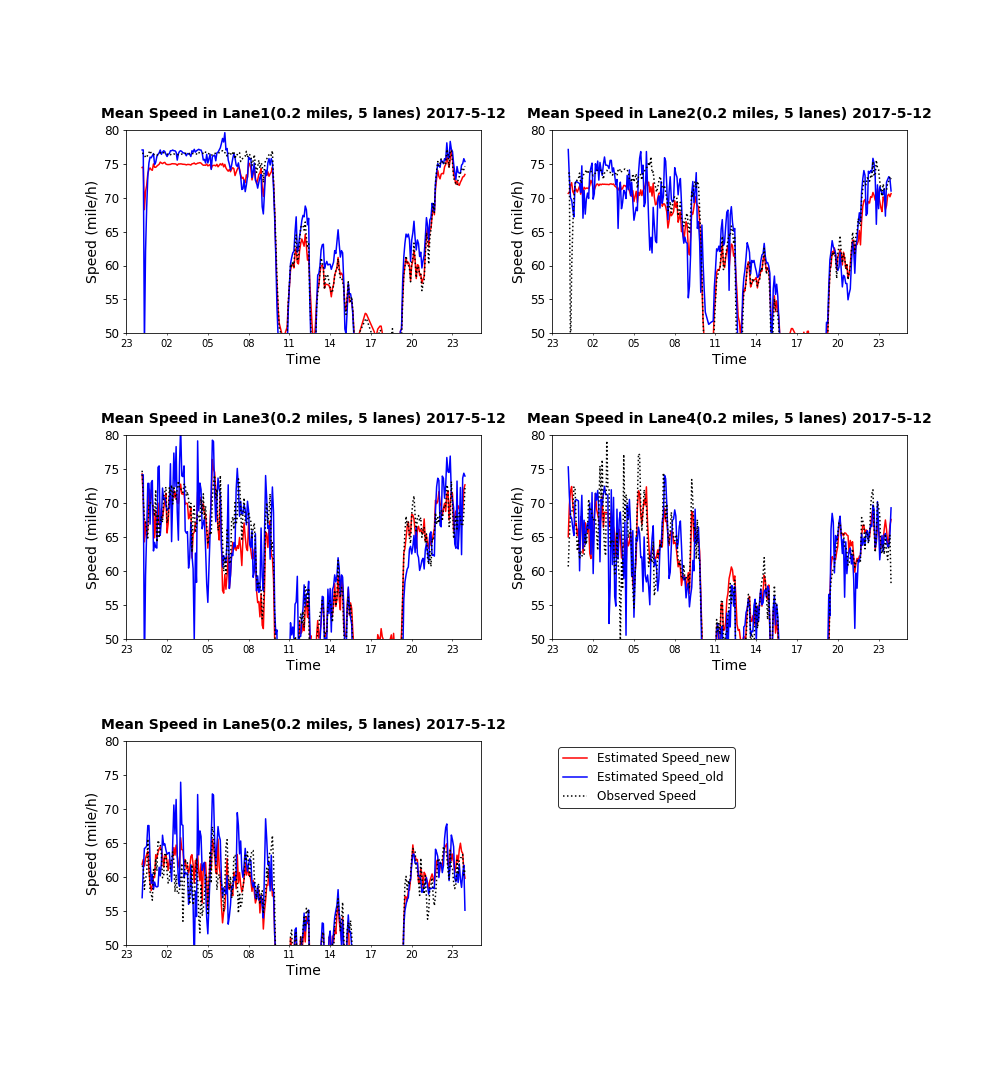 Mean Speed in Lane1(0.2 miles, 5 lanes) 2017-5-12
80
75
70
65
60
55
50
Speed (mile/h)
23 02 05 08 11 14 17 20 23
Time
Mean Speed in Lane2(0.2 miles, 5 lanes) 2017-5-12
80
75
70
65
60
55
50
Speed (mile/h)
23 02 05 08 11 14 17 20 23
Time
Mean Speed in Lane3(0.2 miles, 5 lanes) 2017-5-12
80
75
70
65
60
55
50
Speed (mile/h)
23 02 05 08 11 14 17 20 23
Time
Mean Speed in Lane4(0.2 miles, 5 lanes) 2017-5-12
80
75
70
65
60
55
50
Speed (mile/h)
23 02 05 08 11 14 17 20 23
Time
Mean Speed in Lane5(0.2 miles, 5 lanes) 2017-5-12
80
75
70
65
60
55
50
Speed (mile/h)
23 02 05 08 11 14 17 20 23
Time
Estimated Speed_new
Estimated Speed_old
Observed Speed